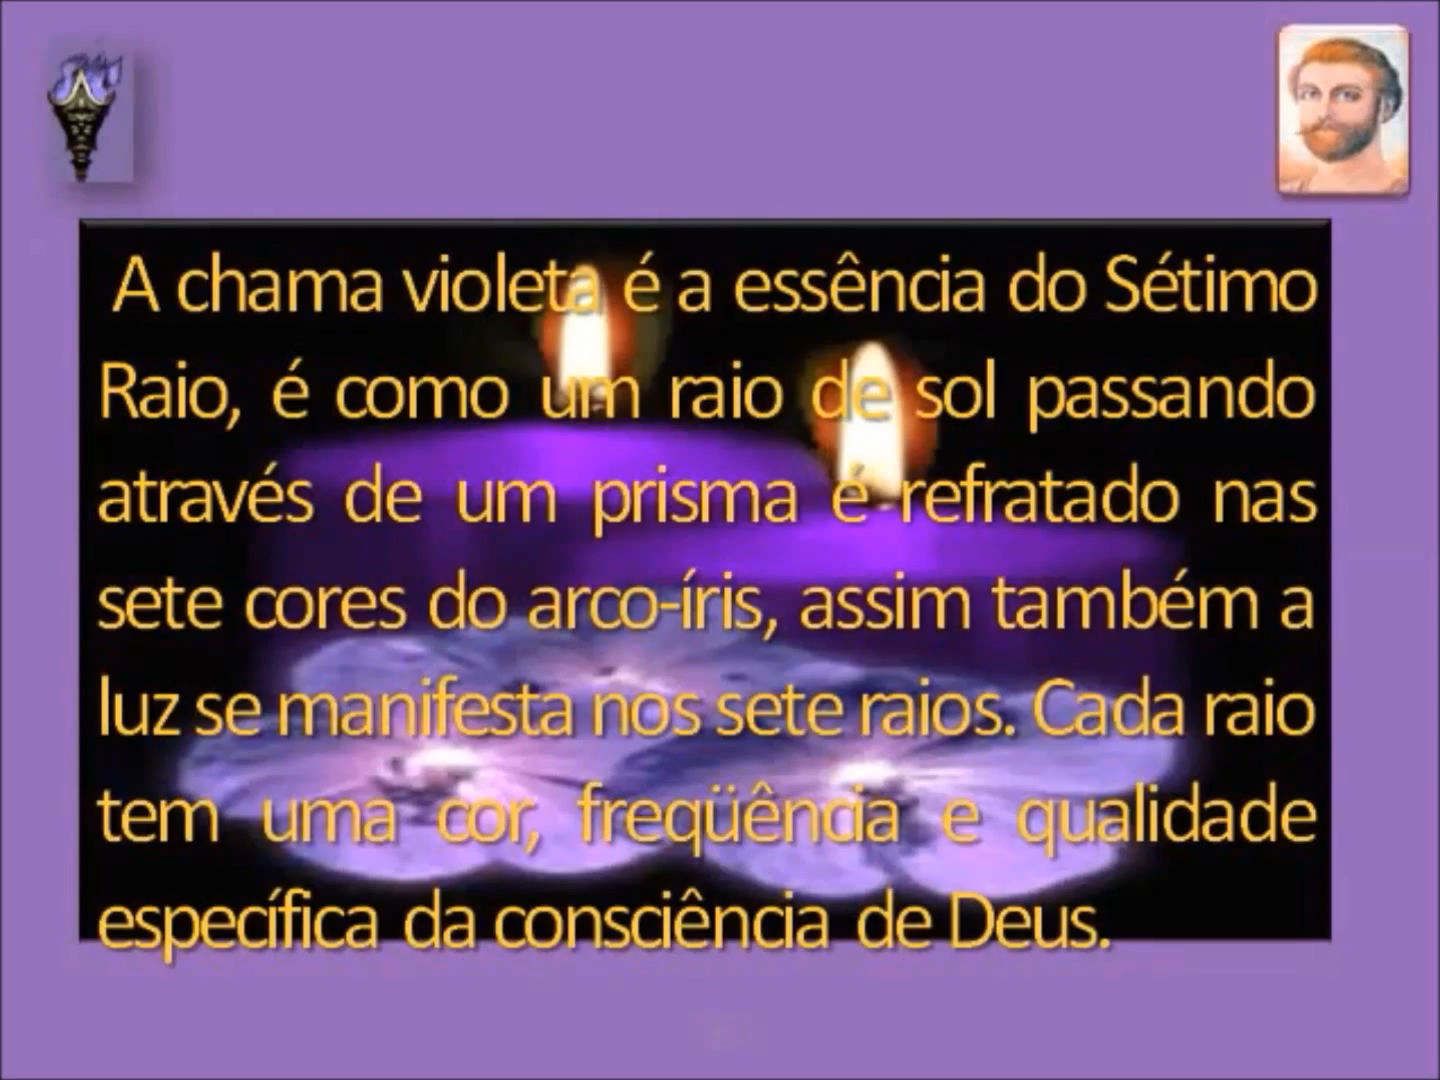 A chama violeta é a essência do Sétimo
Raio, é como um raio de sol passando
através de um prisma é refratado nas
sete cores do arco-íris, assim também a
luz se manifesta nos sete raios. Cada raio
tem uma cor, freqüência e qualidade
específica da consciência de Deus.